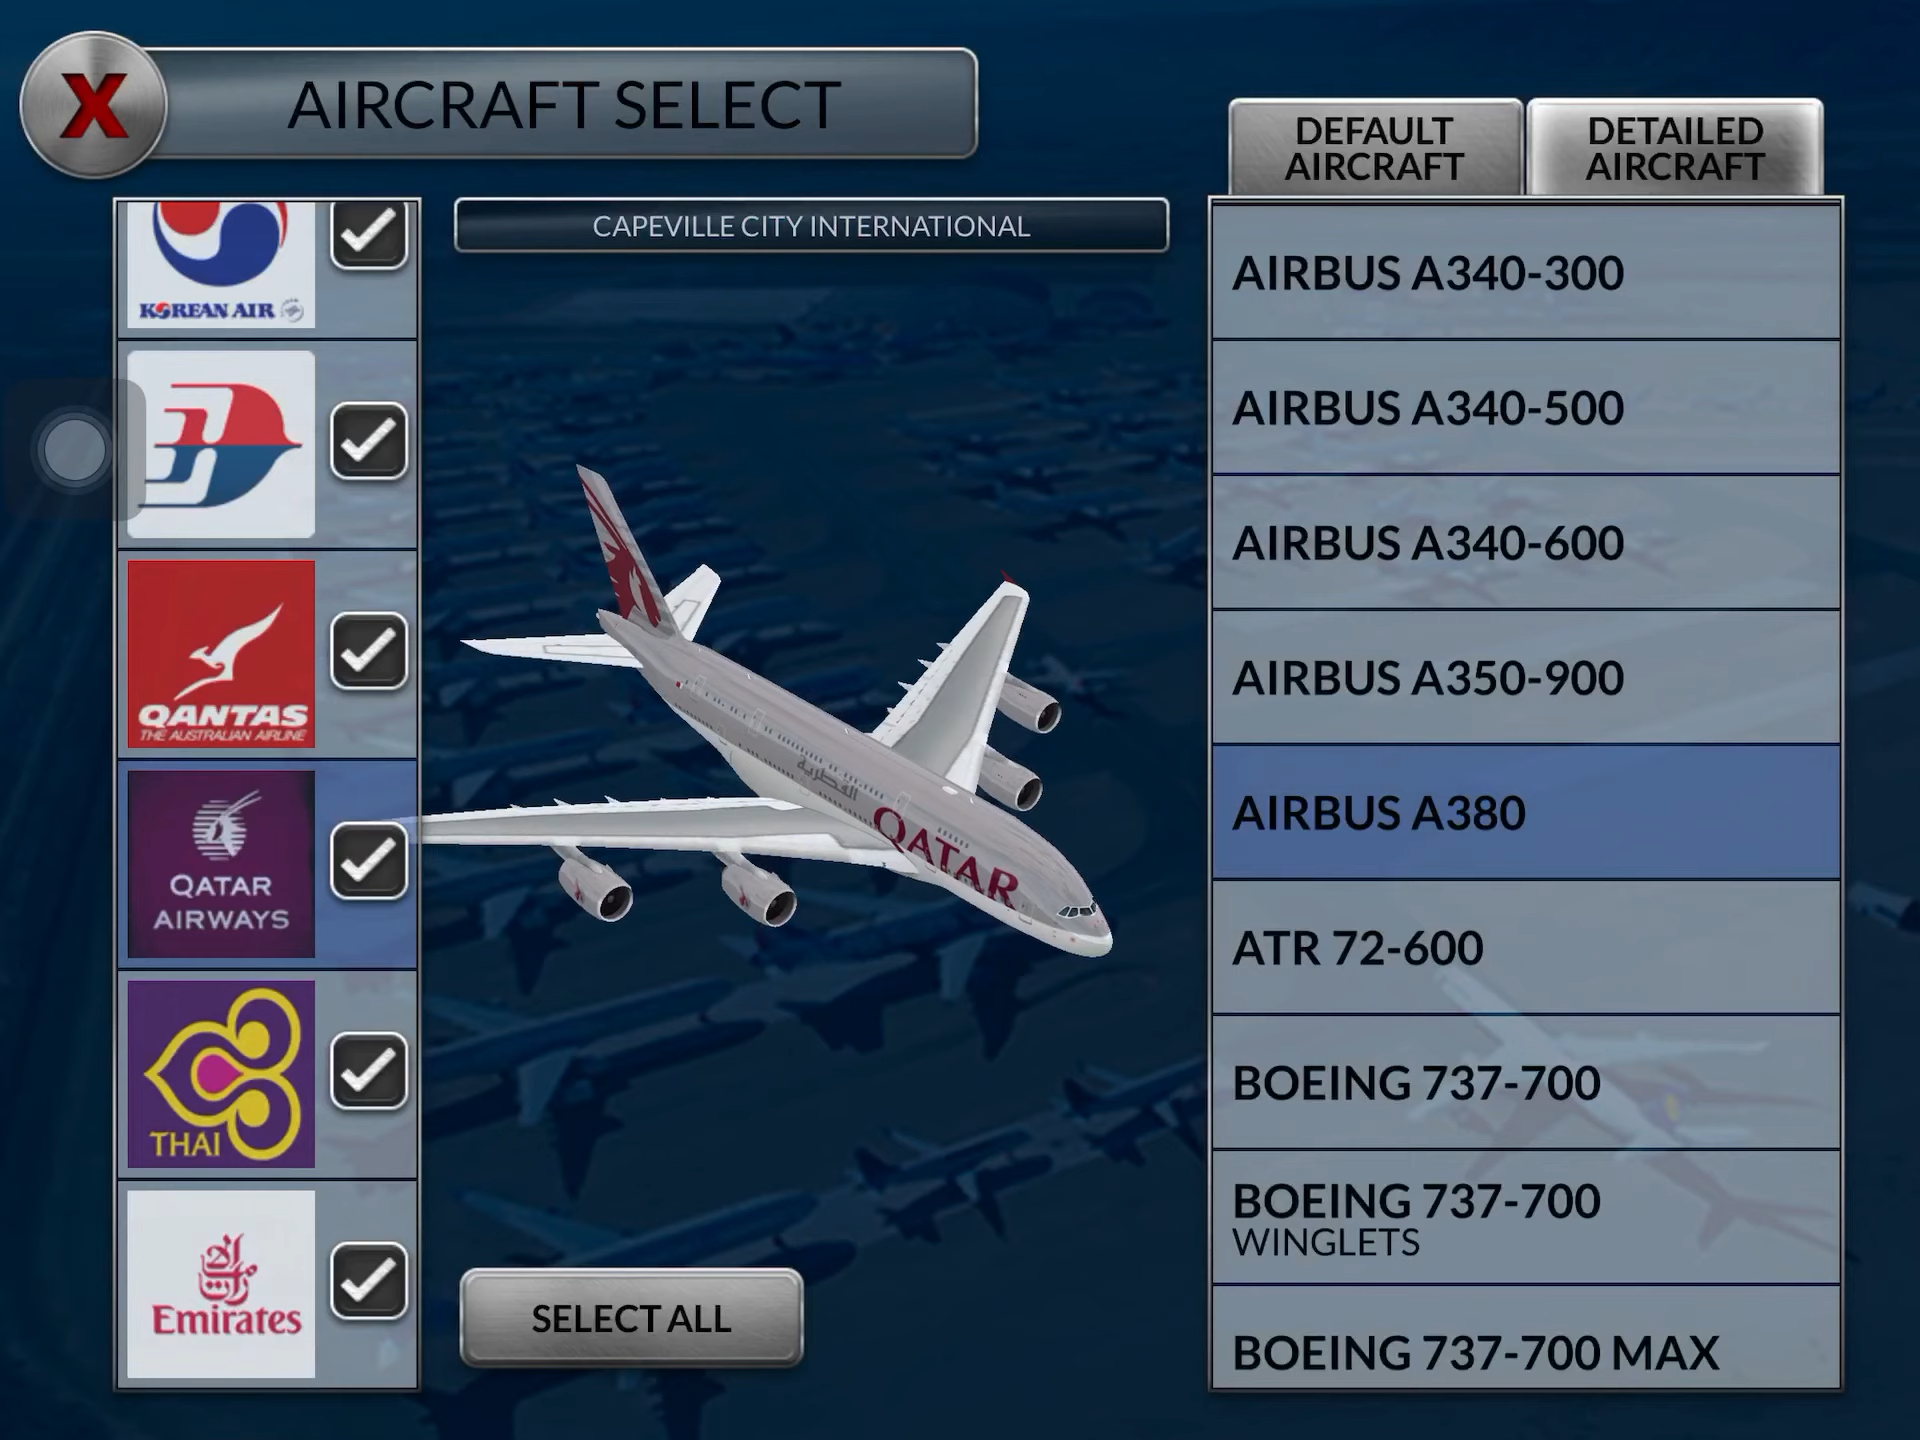 X
AIRCRAFT SELECT
DEFAULT
AIRCRAFT
DETAILED
AIRCRAFT
CAPEVILLE CITY INTERNATIONAL
KOREAN AIR
QANTAS
THE AUSTRALIAN AIRLINE
QATAR
AIRWAYS
THAI
Emirates
القطرية
QATAR
SELECT ALL
AIRBUS A340-300
AIRBUS A340-500
AIRBUS A340-600
AIRBUS A350-900
AIRBUS A380
ATR 72-600
BOEING 737-700
BOEING 737-700
WINGLETS
BOEING 737-700 MAX